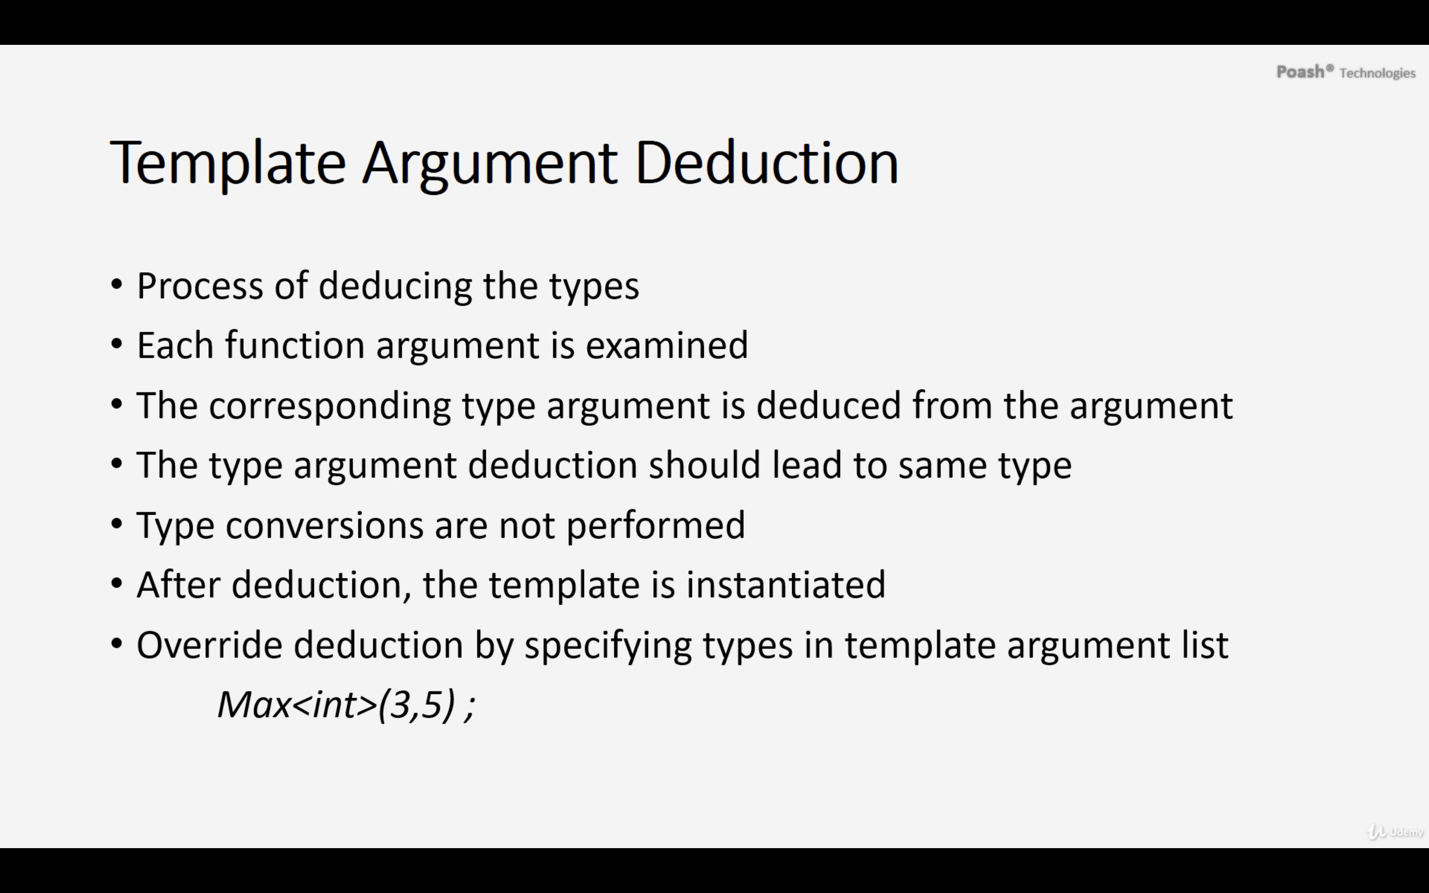 Poash® Technologies
Template Argument Deduction
• Process of deducing the types
• Each function argument is examined
• The corresponding type argument is deduced from the argument
• The type argument deduction should lead to same type
• Type conversions are not performed
• After deduction, the template is instantiated
• Override deduction by specifying types in template argument list
Max<int>(3,5) ;
Udemy